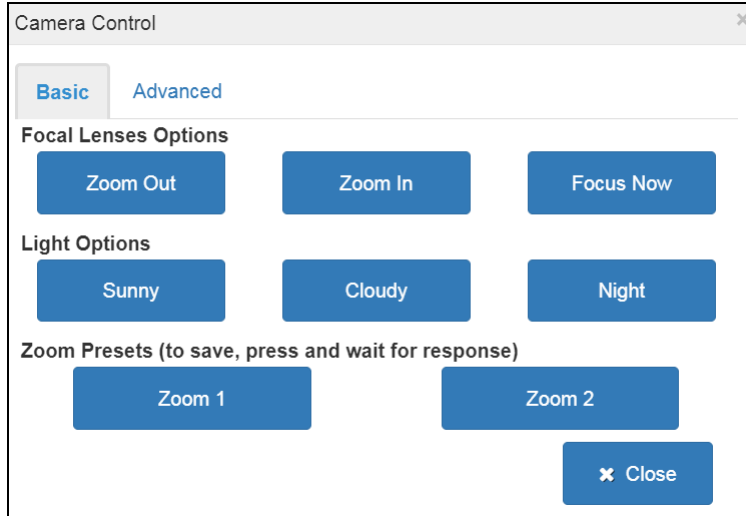 Camera Control
Basic Advanced
Focal Lenses Options
Zoom Out Zoom In Focus Now
Light Options
Sunny Cloudy Night
Zoom Presets (to save, press and wait for response)
Zoom 1 Zoom 2
Close